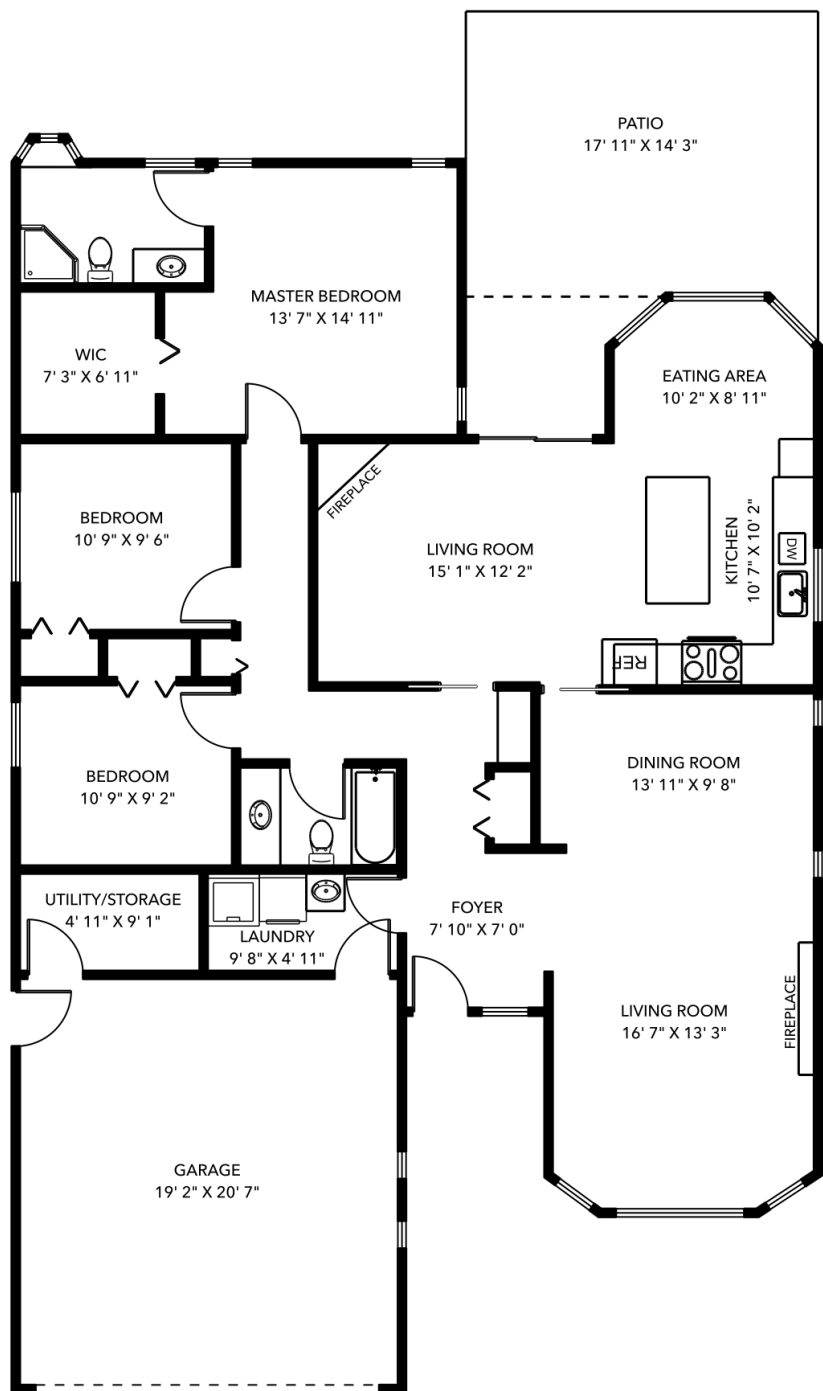 PATIO
17' 11" X 14' 3"
MASTER BEDROOM
13' 7" X 14' 11"
WIC
7' 3" X 6' 11"
EATING AREA
10' 2" X 8' 11"
FIREPLACE
BEDROOM
10' 9" X 9' 6"
LIVING ROOM
15' 1" X 12' 2"
KITCHEN
10' 7" X 10' 2"
DW
REF
BEDROOM
10' 9" X 9' 2"
DINING ROOM
13' 11" X 9' 8"
UTILITY/STORAGE
4' 11" X 9' 1"
LAUNDRY
9' 8" X 4' 11"
FOYER
7' 10" X 7' 0"
LIVING ROOM
16' 7" X 13' 3"
FIREPLACE
GARAGE
19' 2" X 20' 7"